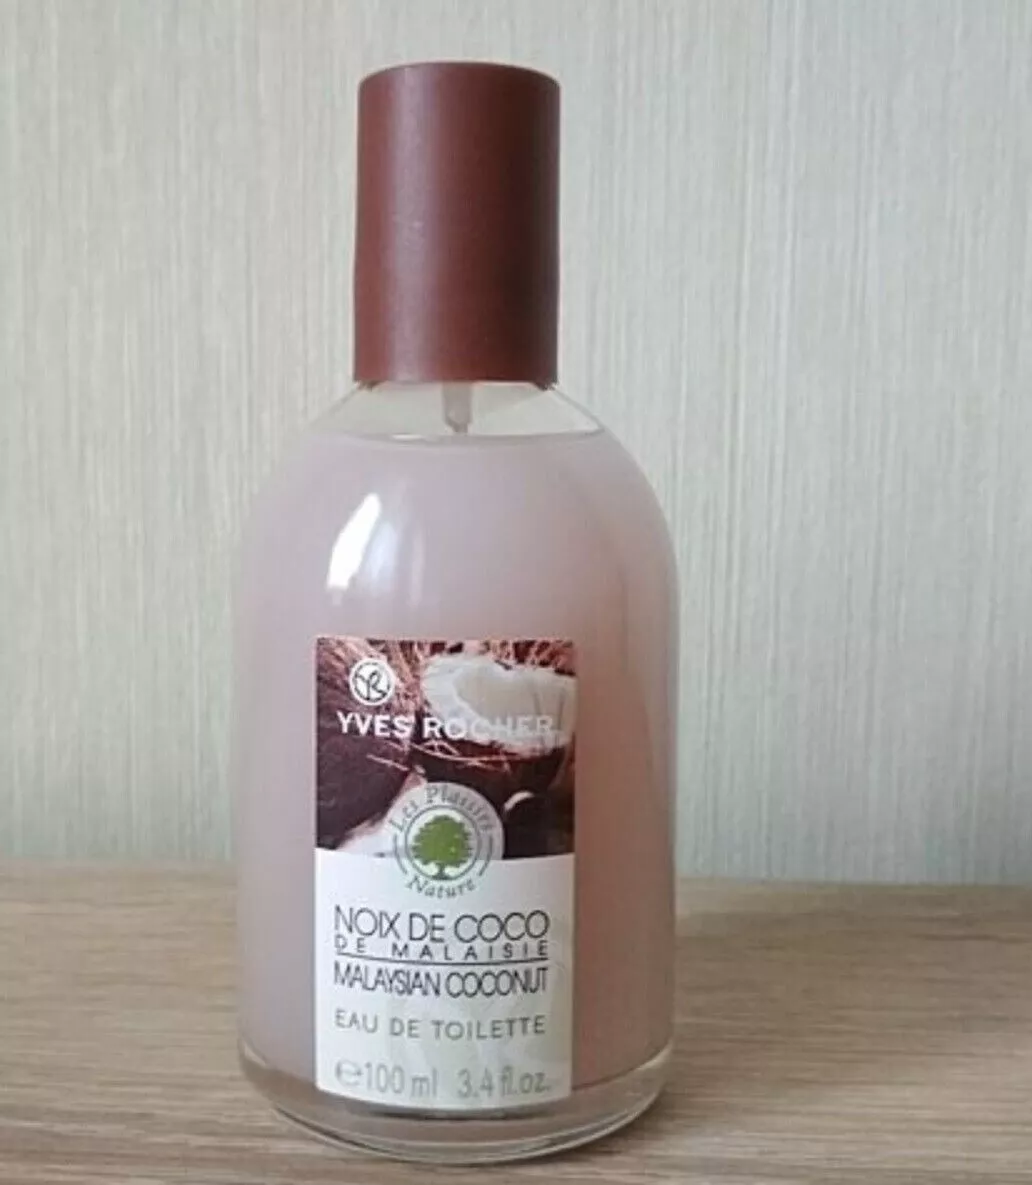 YR
YVES ROCHER
Les Plaisirs
Nature
NOIX DE COCO
DE MALAISIE
MALAYSIAN COCONUT
EAU DE TOILETTE
℮100 ml 3.4 fl.oz.